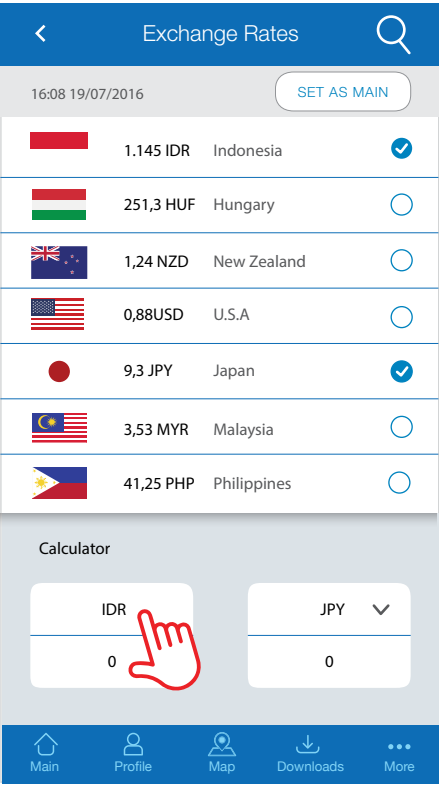 Exchange Rates
16:08 19/07/2016 SET AS MAIN
1.145 IDR Indonesia
251,3 HUF Hungary
1,24 NZD New Zealand
0,88USD U.S.A
9,3 JPY Japan
3,53 MYR Malaysia
41,25 PHP Philippines
Calculator
IDR JPY
0 0
Main Profile Map Downloads More